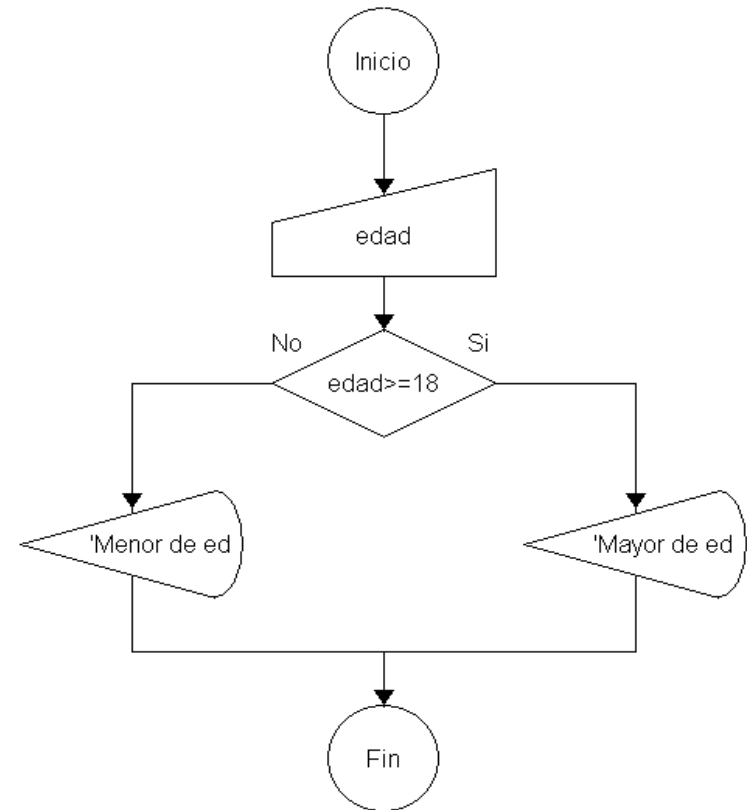 Inicio
edad
No
Si
edad>=18
'Menor de ed
'Mayor de ed
Fin